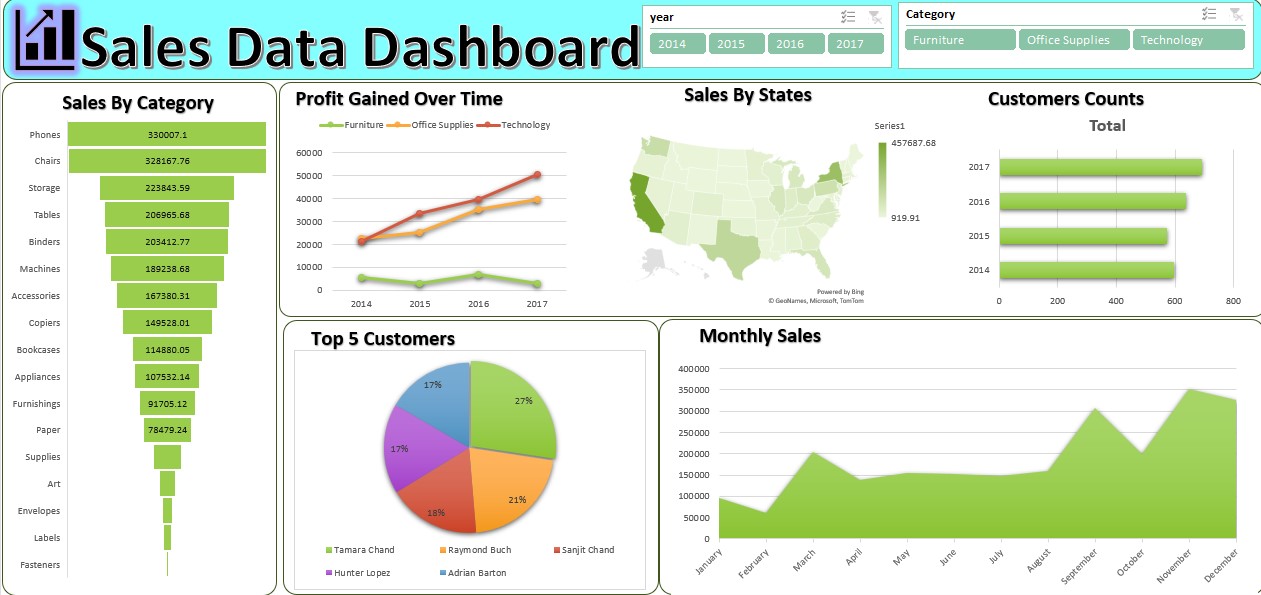 Sales Data Dashboard
year
2014 2015 2016 2017
Category
Furniture Office Supplies Technology
Sales By Category
Phones 330007.1
Chairs 328167.76
Storage 223843.59
Tables 206965.68
Binders 203412.77
Machines 189238.68
Accessories 167380.31
Copiers 149528.01
Bookcases 114880.05
Appliances 107532.14
Furnishings 91705.12
Paper 78479.24
Supplies
Art
Envelopes
Labels
Fasteners
Profit Gained Over Time
Furniture Office Supplies Technology
60000
50000
40000
30000
20000
10000
0
2014 2015 2016 2017
Sales By States
Series1
457687.68
919.91
Powered by Bing
© GeoNames, Microsoft, TomTom
Customers Counts
Total
2017
2016
2015
2014
0 200 400 600 800
Top 5 Customers
27%
21%
18%
17%
17%
Tamara Chand Raymond Buch Sanjit Chand
Hunter Lopez Adrian Barton
Monthly Sales
400000
350000
300000
250000
200000
150000
100000
50000
0
January February March April May June July August September October November December